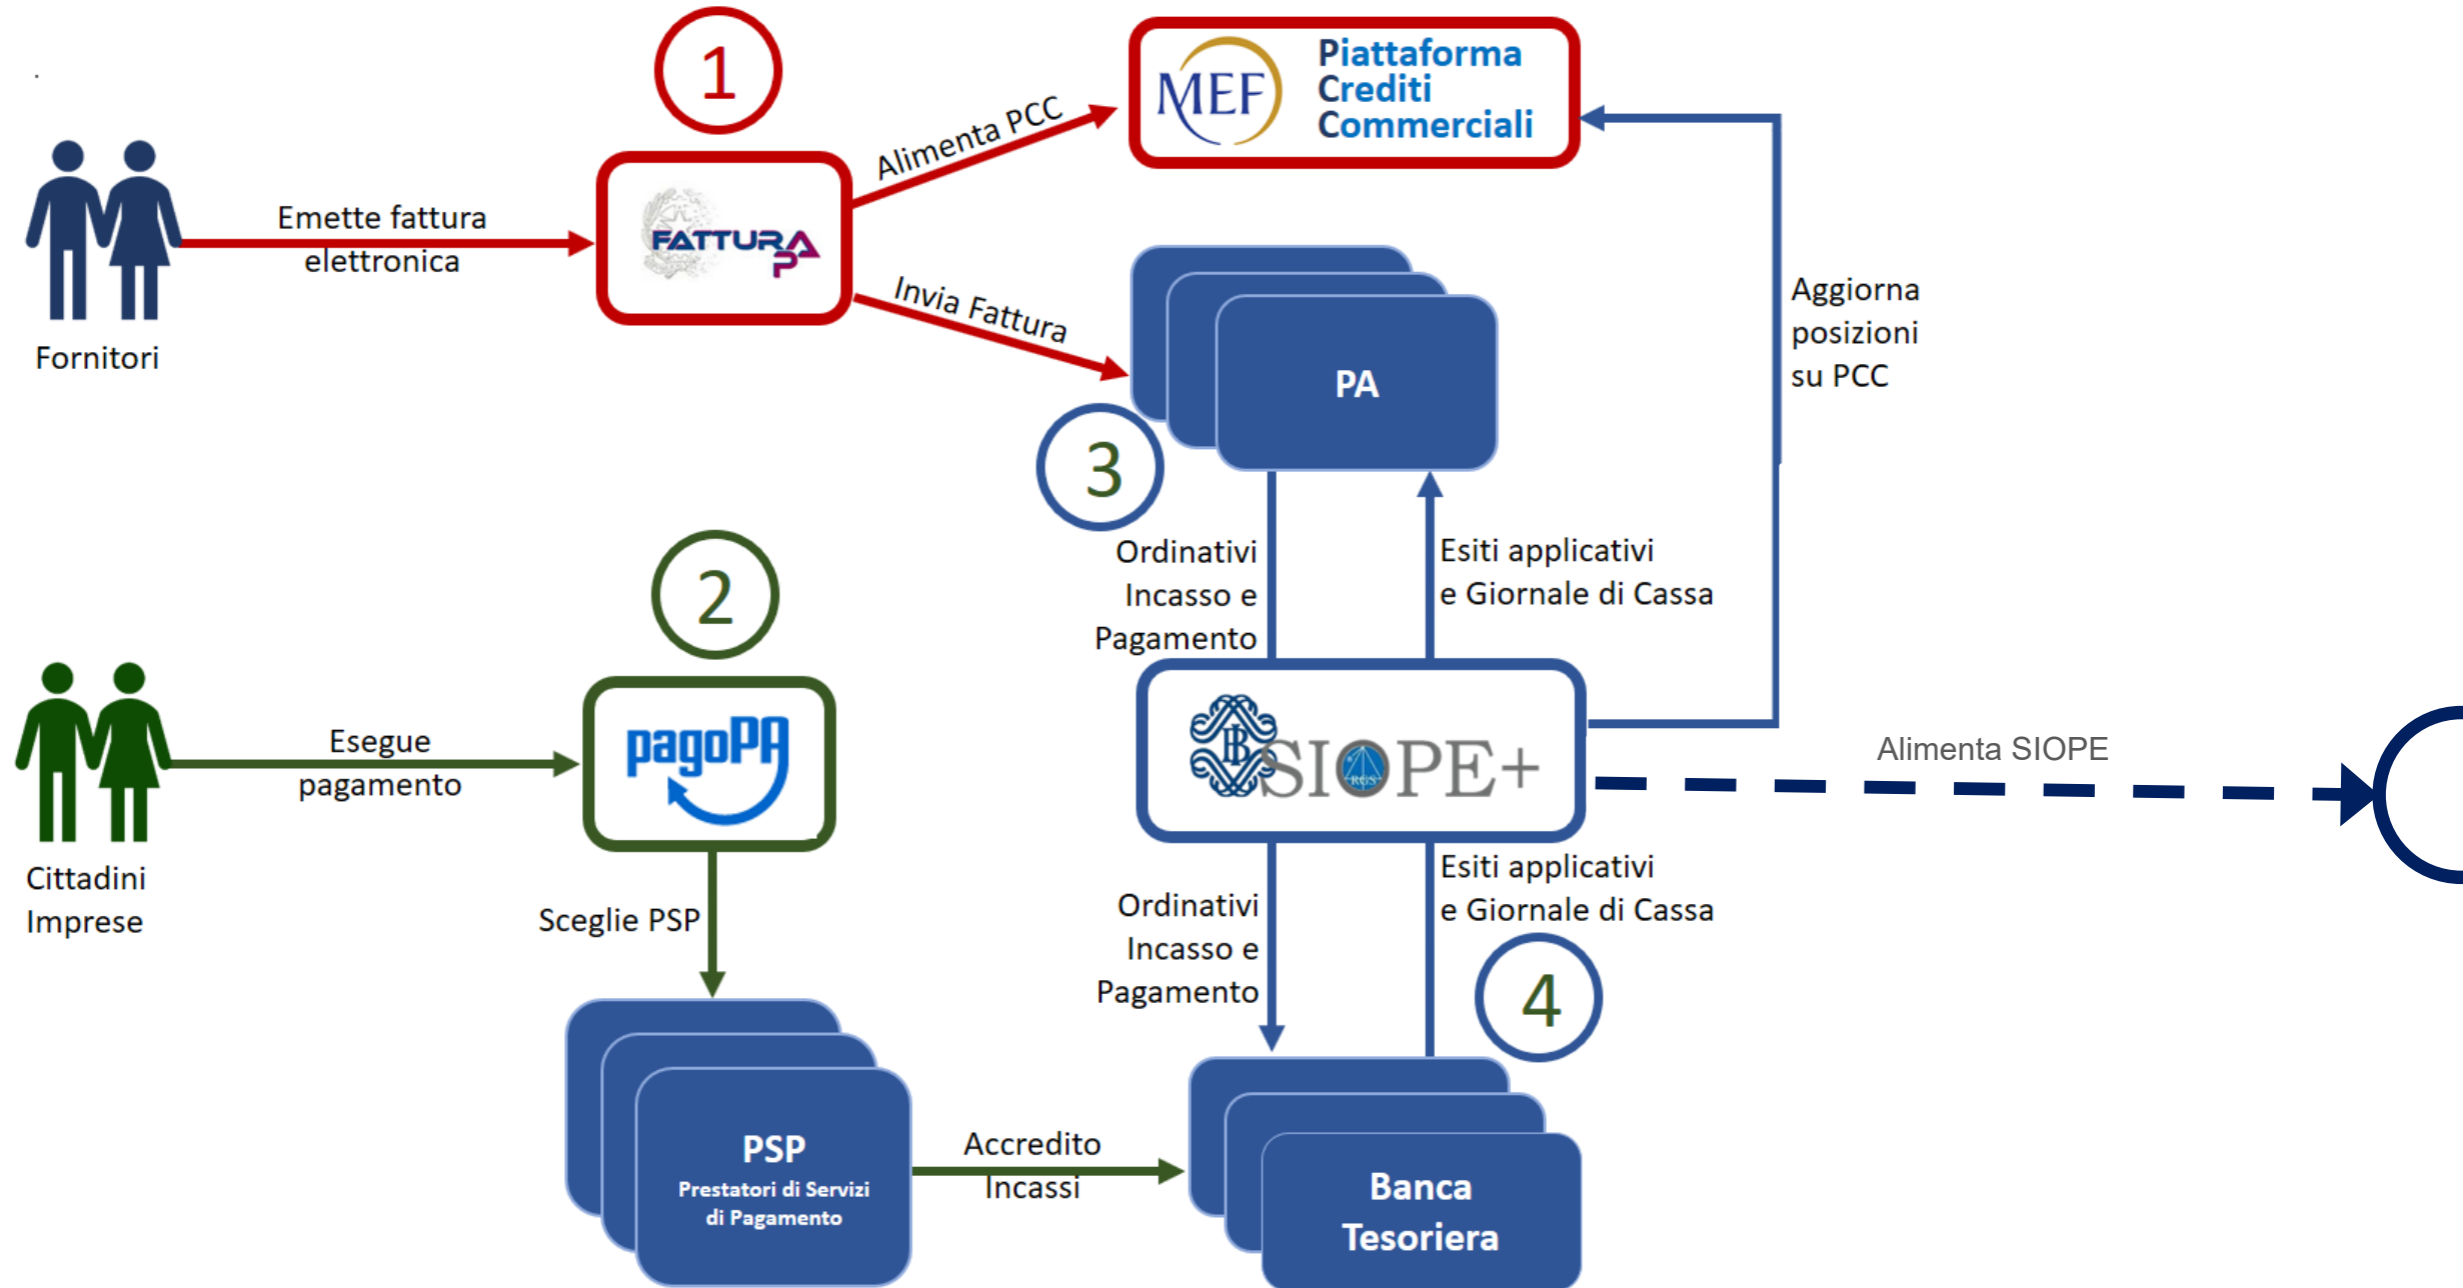 1
MEF
Piattaforma
Crediti
Commerciali
Alimenta PCC
Emette fattura
elettronica
FATTURA
PA
Fornitori
Invia Fattura
PA
Aggiorna
posizioni
su PCC
3
2
Ordinativi
Incasso e
Pagamento
Esiti applicativi
e Giornale di Cassa
Esegue
pagamento
pagoPA
SIOPE+
RGS
Alimenta SIOPE
Cittadini
Imprese
Sceglie PSP
Ordinativi
Incasso e
Pagamento
Esiti applicativi
e Giornale di Cassa
4
PSP
Prestatori di Servizi
di Pagamento
Accredito
Incassi
Banca
Tesoriera